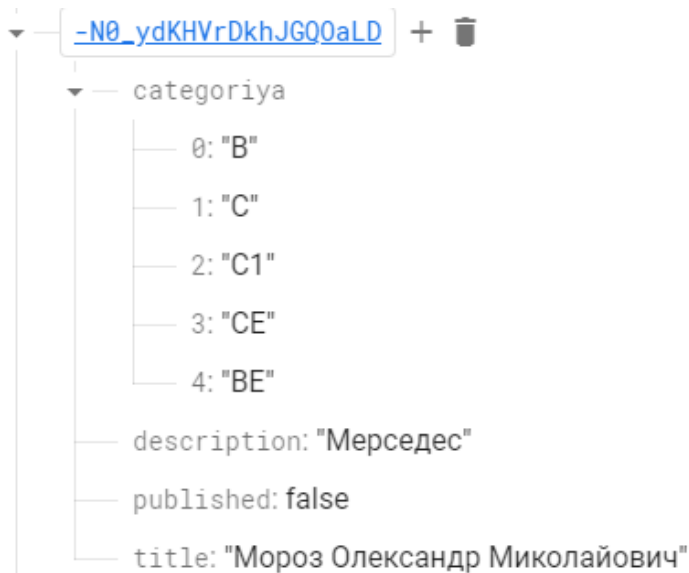 -N0_ydKHVrDkhJGQOaLD +
categoriya
0: "B"
1: "C"
2: "C1"
3: "CE"
4: "BE"
description: "Мерседес"
published: false
title: "Мороз Олександр Миколайович"